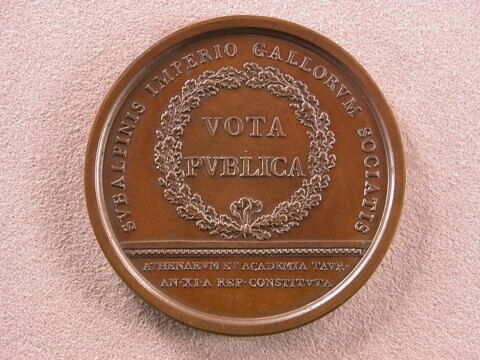 SVBALPINIS IMPERIO GALLORVM SOCIATIS
VOTA
PVBLICA
ATHENAEVM ET ACADEMIA TAVR·
AN·XI·A REP·CONSTITVTA